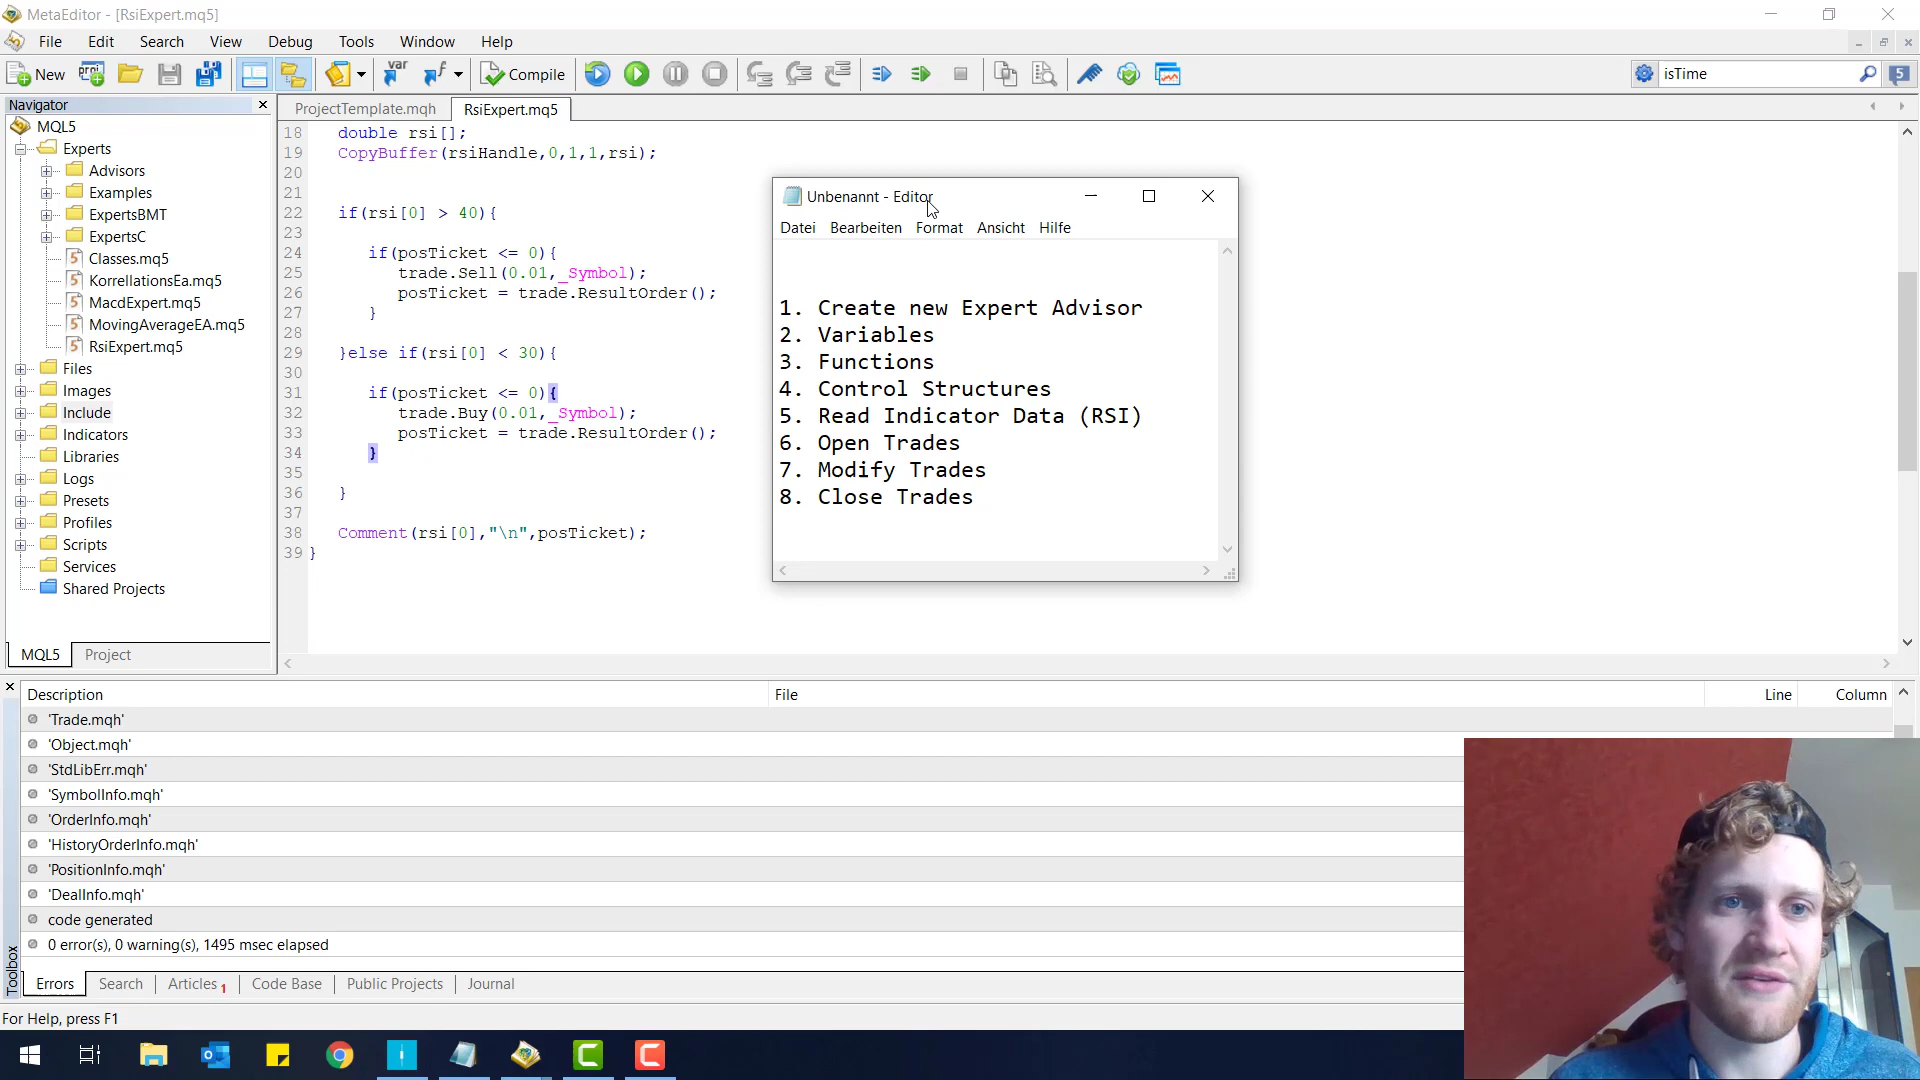 MetaEditor - [RsiExpert.mq5]
File Edit Search View Debug Tools Window Help
New Compile isTime 5
Navigator
ProjectTemplate.mqh RsiExpert.mq5
MQL5
Experts
Advisors
Examples
ExpertsBMT
ExpertsC
Classes.mq5
KorrellationsEa.mq5
MacdExpert.mq5
MovingAverageEA.mq5
RsiExpert.mq5
Files
Images
Include
Indicators
Libraries
Logs
Presets
Profiles
Scripts
Services
Shared Projects
MQL5 Project
18 double rsi[];
19 CopyBuffer(rsiHandle,0,1,1,rsi);
20
21
22 if(rsi[0] > 40){
23
24 if(posTicket <= 0){
25 trade.Sell(0.01,_Symbol);
26 posTicket = trade.ResultOrder();
27 }
28
29 }else if(rsi[0] < 30){
30
31 if(posTicket <= 0){
32 trade.Buy(0.01,_Symbol);
33 posTicket = trade.ResultOrder();
34 }
35
36 }
37
38 Comment(rsi[0],"\n",posTicket);
39 }
Unbenannt - Editor
Datei Bearbeiten Format Ansicht Hilfe
1. Create new Expert Advisor
2. Variables
3. Functions
4. Control Structures
5. Read Indicator Data (RSI)
6. Open Trades
7. Modify Trades
8. Close Trades
Description File Line Column
'Trade.mqh'
'Object.mqh'
'StdLibErr.mqh'
'SymbolInfo.mqh'
'OrderInfo.mqh'
'HistoryOrderInfo.mqh'
'PositionInfo.mqh'
'DealInfo.mqh'
code generated
0 error(s), 0 warning(s), 1495 msec elapsed
Toolbox
Errors Search Articles 1 Code Base Public Projects Journal
For Help, press F1